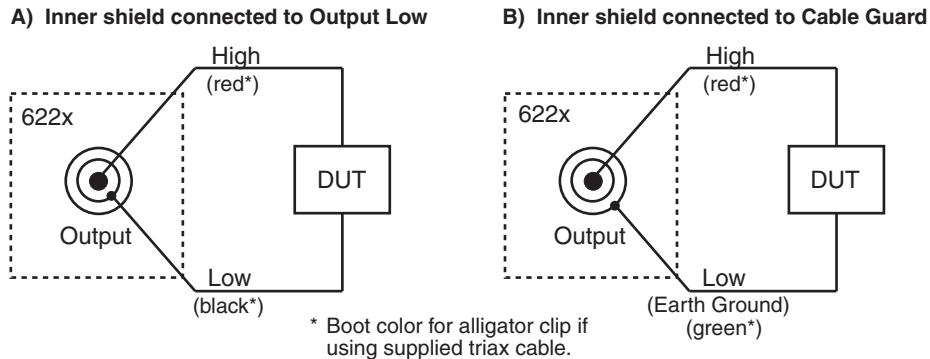 A) Inner shield connected to Output Low
High
(red*)
622x
DUT
Output
Low
(black*)
B) Inner shield connected to Cable Guard
High
(red*)
622x
DUT
Output
Low
(Earth Ground)
(green*)
* Boot color for alligator clip if
using supplied triax cable.